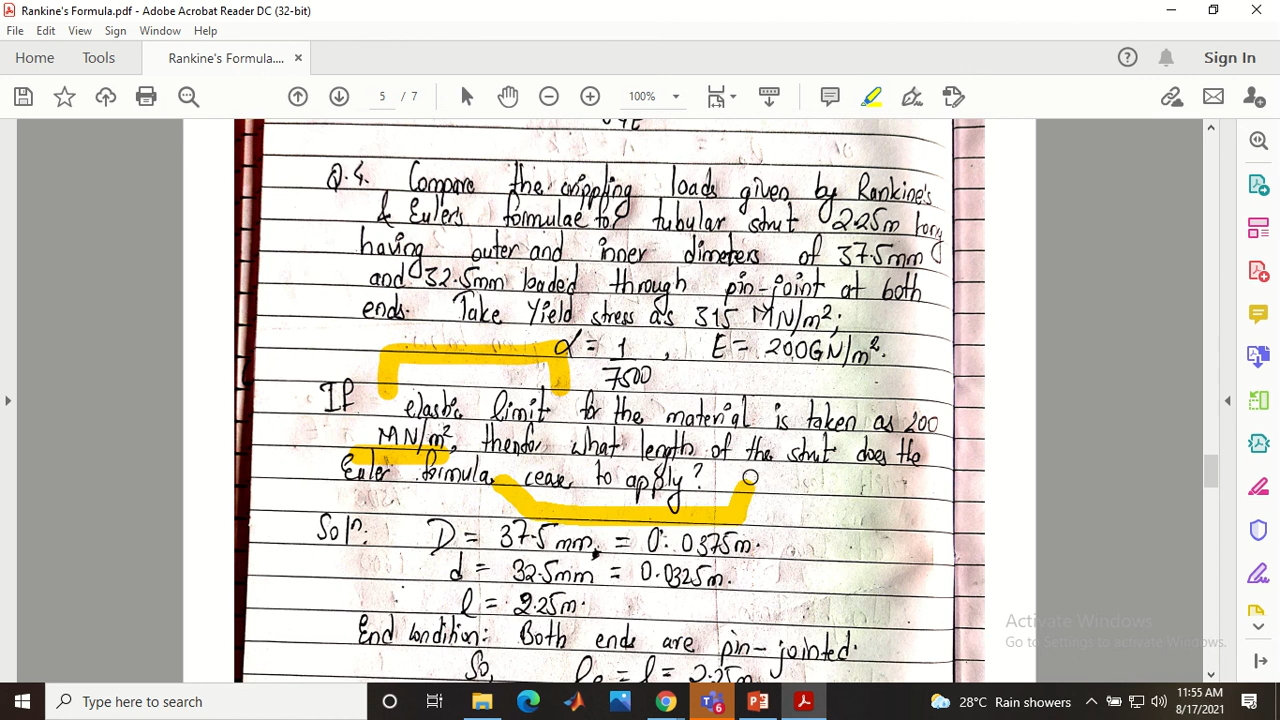 Rankine's Formula.pdf - Adobe Acrobat Reader DC (32-bit)
File Edit View Sign Window Help
Home Tools Rankine's Formula.... × Sign In
5 / 7 100%
Q.4. Compare the crippling loads given by Rankine's
& Euler's formulae for tubular strut 2.25m long
having outer and inner dimeters of 37.5mm
and 32.5mm loaded through pin-joint at both
ends. Take Yield stress as 315 MN/m²;
α = 1/7500, E = 200GN/m².
If elastic limit for the material is taken as 200
MN/m², then for what length of the strut does the
Euler formula cease to apply?
Solⁿ: D = 37.5mm. = 0.0375m.
d = 32.5mm = 0.0325m.
l = 2.25m.
End condition: Both ends are pin-jointed.
So, le = l = 2.25m
Activate Windows
Go to Settings to activate Windows.
Type here to search
6
28°C Rain showers
11:55 AM
8/17/2021